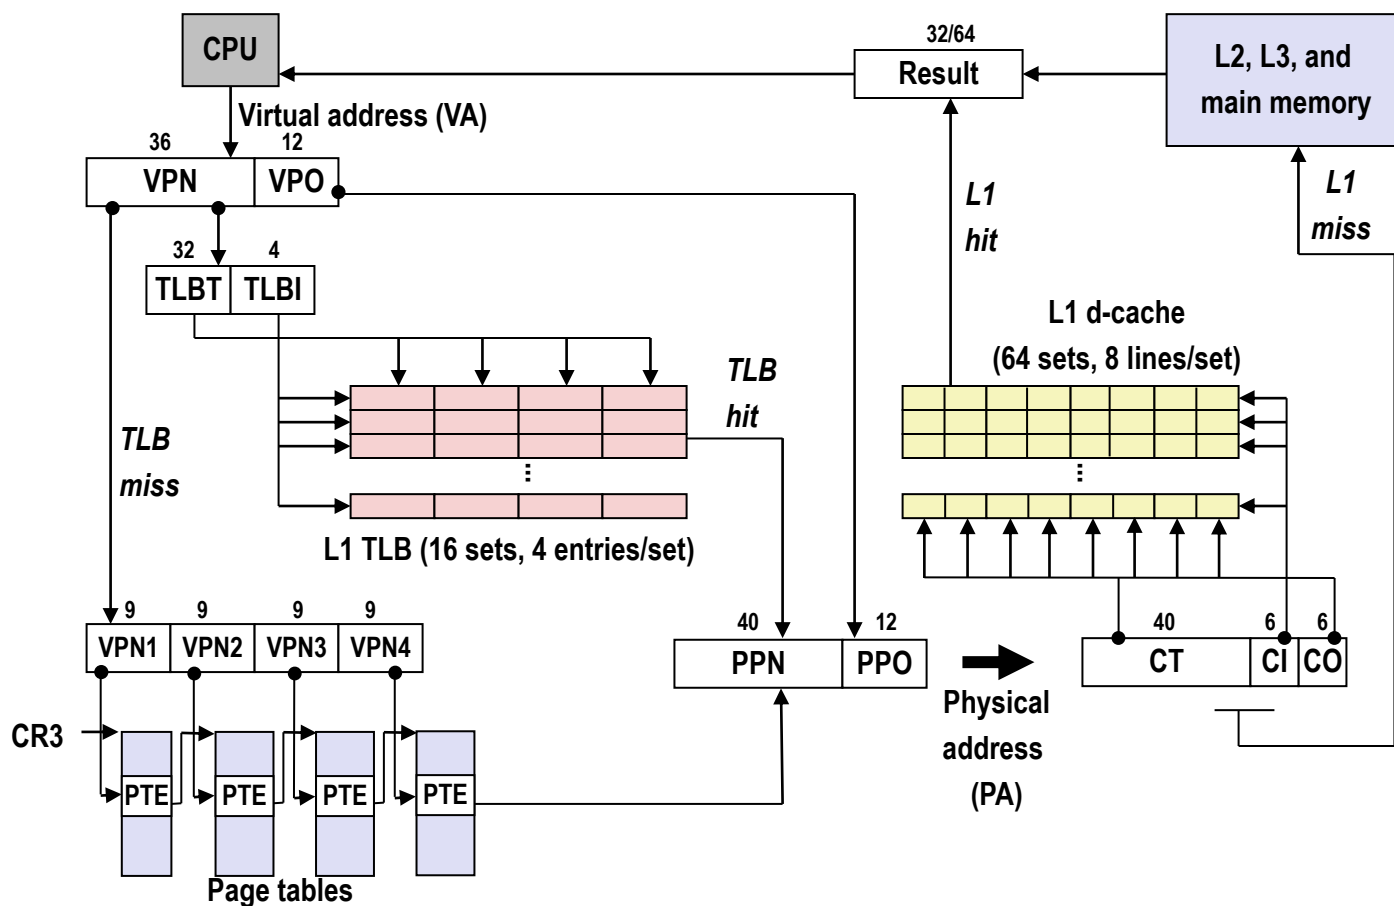 CPU
32/64
Result
L2, L3, and
main memory
Virtual address (VA)
36
12
VPN
VPO
L1
hit
L1
miss
32
4
TLBT
TLBI
L1 d-cache
(64 sets, 8 lines/set)
TLB
hit
...
...
TLB
miss
L1 TLB (16 sets, 4 entries/set)
9
9
9
9
VPN1
VPN2
VPN3
VPN4
40
12
PPN
PPO
40
6
6
CT
CI
CO
Physical
address
(PA)
CR3
PTE
PTE
PTE
PTE
Page tables